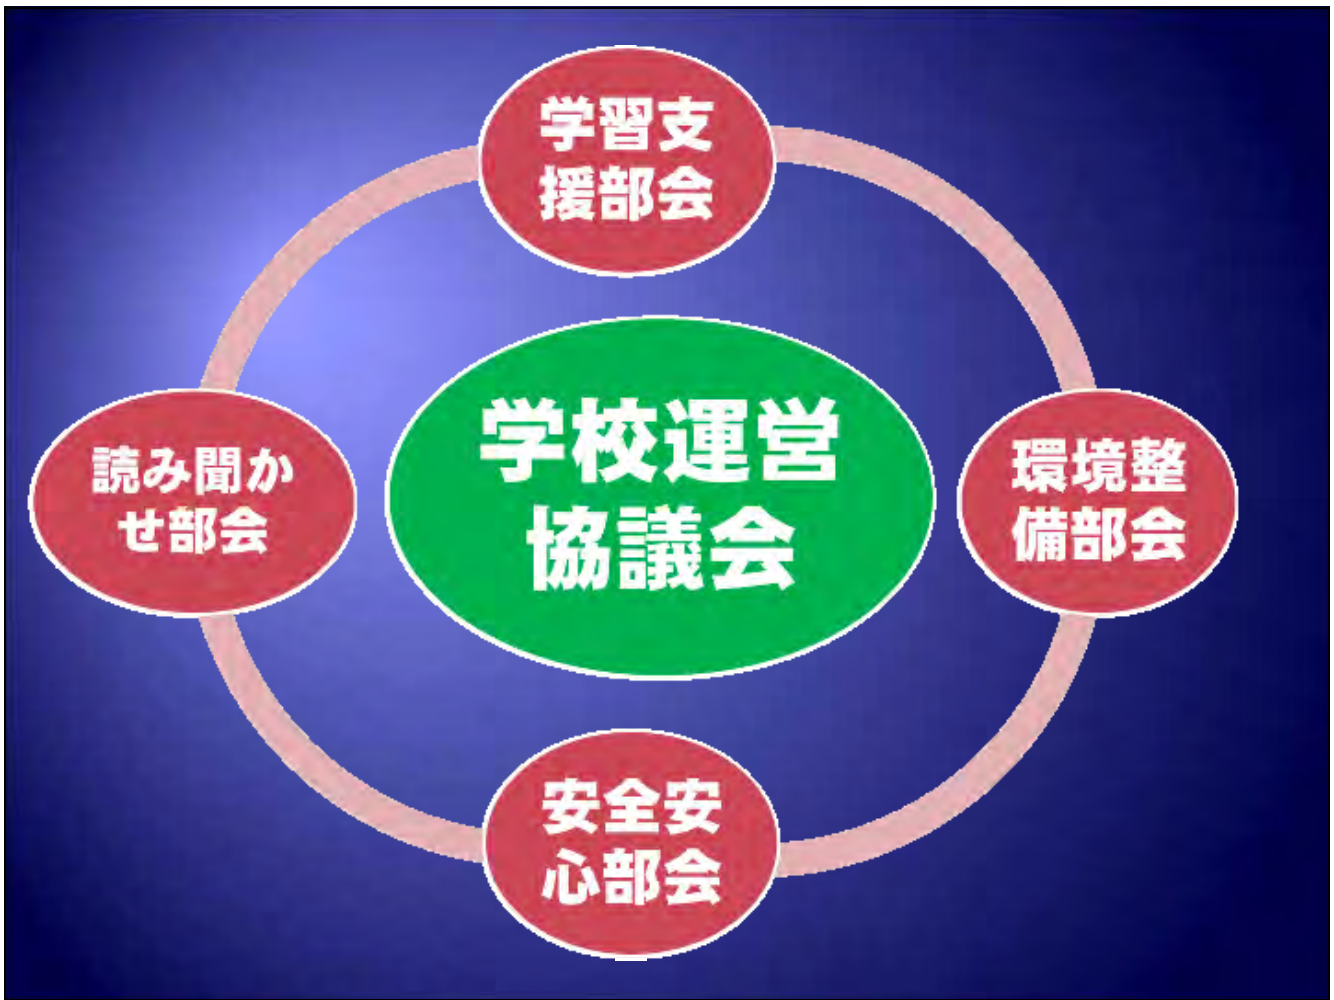 学習支
援部会
学校運営
協議会
読み聞か
せ部会
環境整
備部会
安全安
心部会